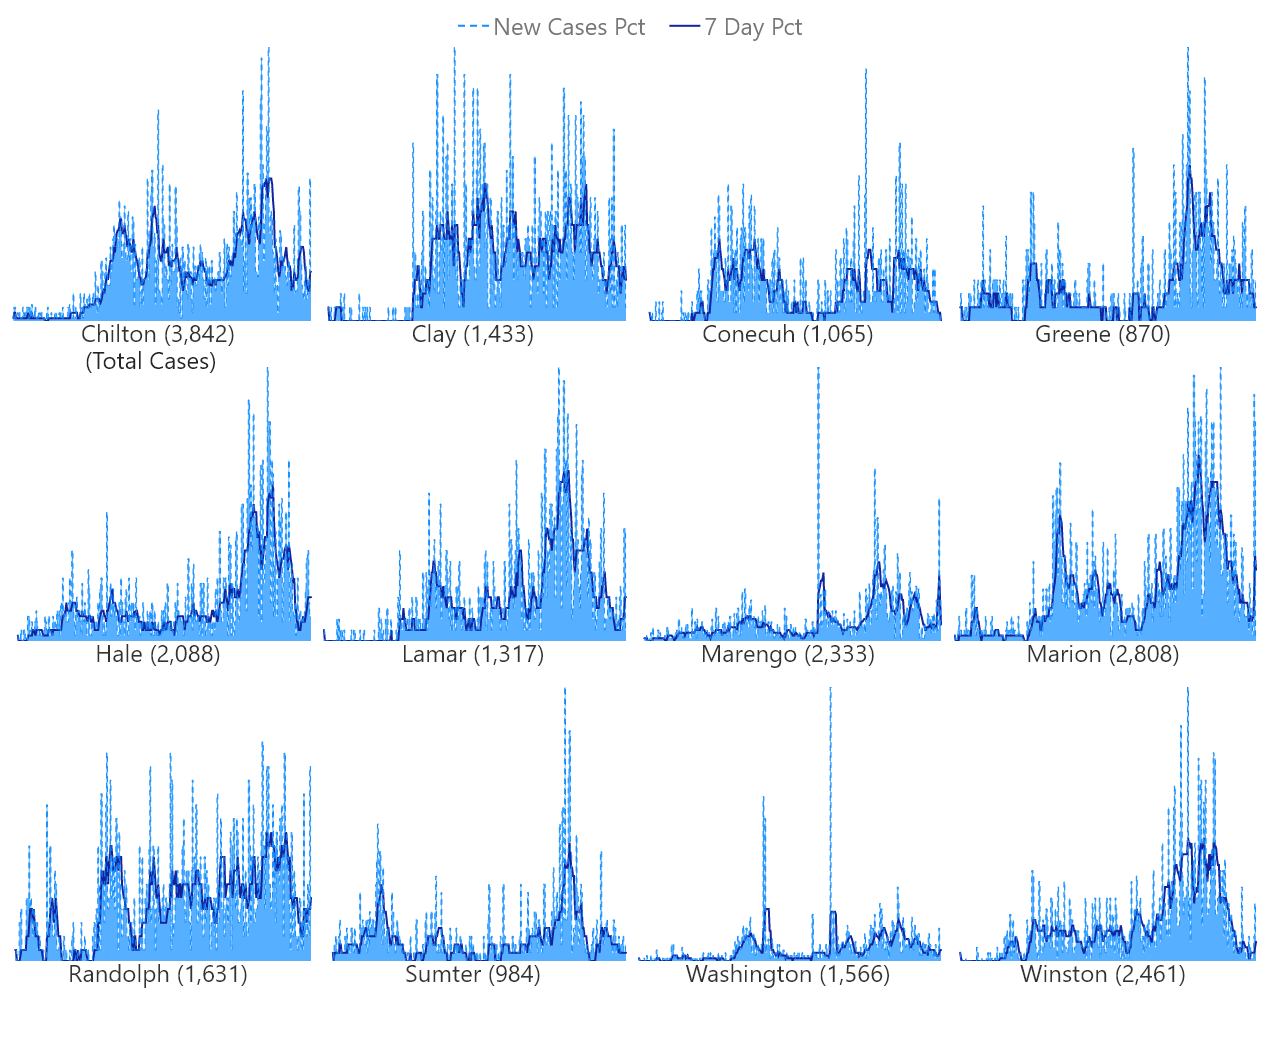 New Cases Pct 7 Day Pct
Chilton (3,842) Clay (1,433) Conecuh (1,065) Greene (870)
(Total Cases)
Hale (2,088) Lamar (1,317) Marengo (2,333) Marion (2,808)
Randolph (1,631) Sumter (984) Washington (1,566) Winston (2,461)